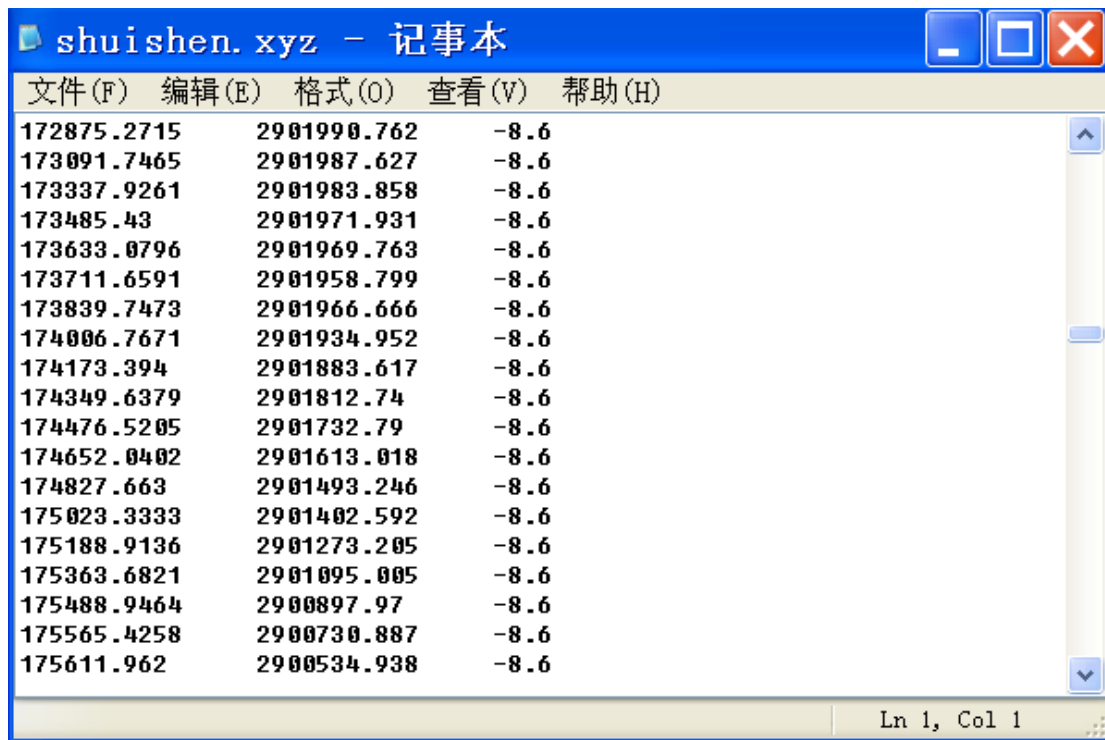 shuishen.xyz - 记事本
文件(F) 编辑(E) 格式(O) 查看(V) 帮助(H)
172875.2715 2901990.762 -8.6
173091.7465 2901987.627 -8.6
173337.9261 2901983.858 -8.6
173485.43 2901971.931 -8.6
173633.0796 2901969.763 -8.6
173711.6591 2901958.799 -8.6
173839.7473 2901966.666 -8.6
174006.7671 2901934.952 -8.6
174173.394 2901883.617 -8.6
174349.6379 2901812.74 -8.6
174476.5205 2901732.79 -8.6
174652.0402 2901613.018 -8.6
174827.663 2901493.246 -8.6
175023.3333 2901402.592 -8.6
175188.9136 2901273.205 -8.6
175363.6821 2901095.005 -8.6
175488.9464 2900897.97 -8.6
175565.4258 2900730.887 -8.6
175611.962 2900534.938 -8.6
Ln 1, Col 1